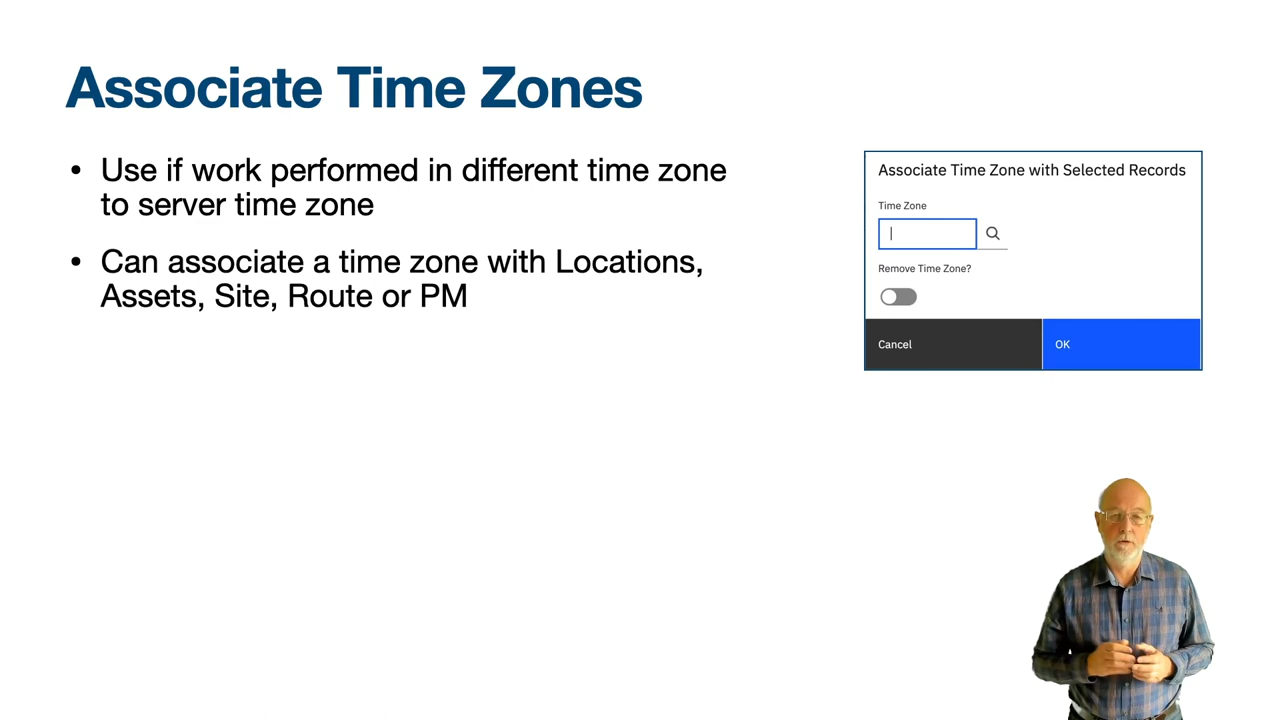 Associate Time Zones
• Use if work performed in different time zone
to server time zone
• Can associate a time zone with Locations,
Assets, Site, Route or PM
Associate Time Zone with Selected Records
Time Zone
Remove Time Zone?
Cancel
OK